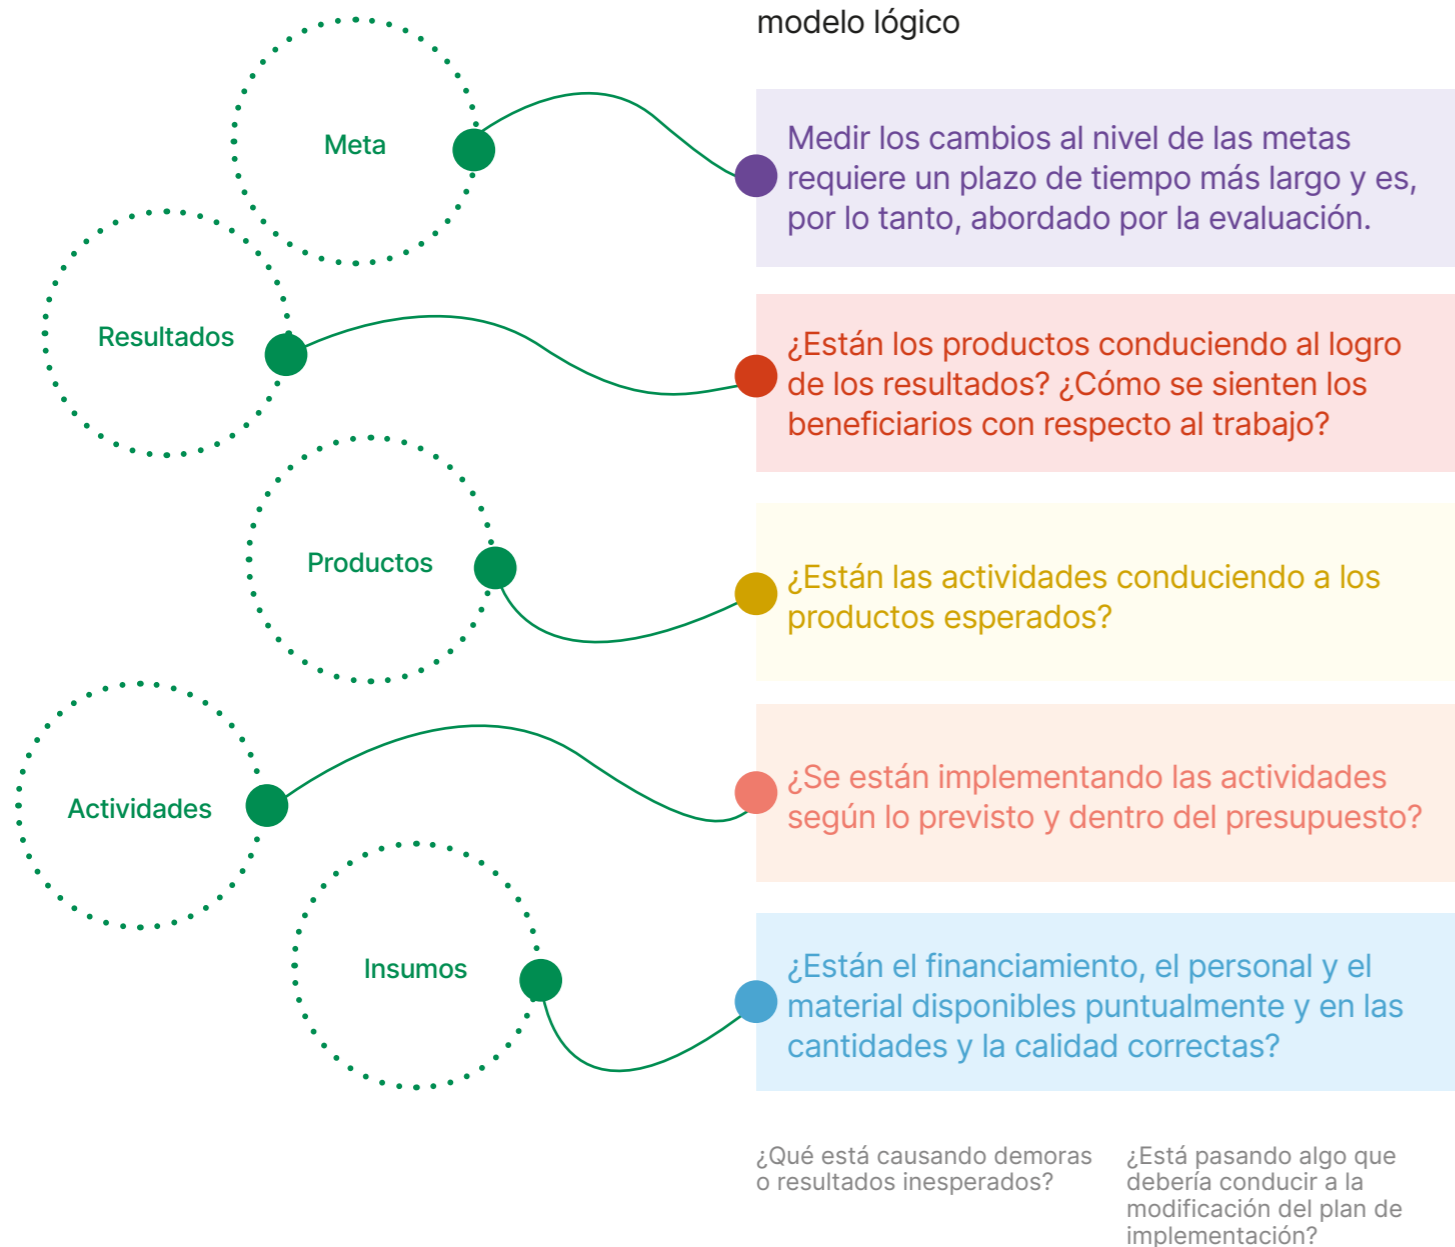 modelo lógico
Meta
Medir los cambios al nivel de las metas
requiere un plazo de tiempo más largo y es,
por lo tanto, abordado por la evaluación.
Resultados
¿Están los productos conduciendo al logro
de los resultados? ¿Cómo se sienten los
beneficiarios con respecto al trabajo?
Productos
¿Están las actividades conduciendo a los
productos esperados?
Actividades
¿Se están implementando las actividades
según lo previsto y dentro del presupuesto?
Insumos
¿Están el financiamiento, el personal y el
material disponibles puntualmente y en las
cantidades y la calidad correctas?
¿Qué está causando demoras
o resultados inesperados?
¿Está pasando algo que
debería conducir a la
modificación del plan de
implementación?